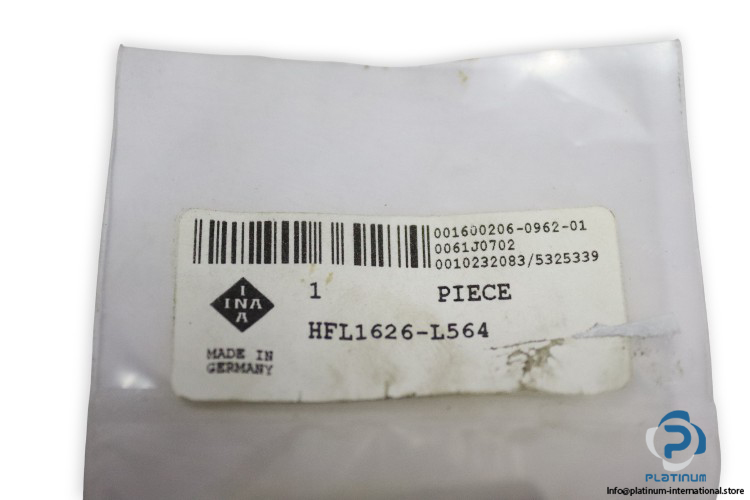 001600206-0962-01
0061J0702
0010232083/5325339
I
INA
A
1 PIECE
HFL1626-L564
MADE IN
GERMANY
PLATINUM
Info@platinum-international.store